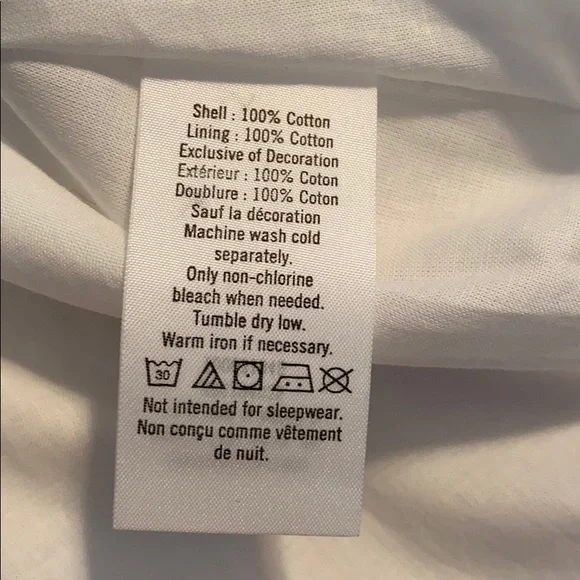 Shell : 100% Cotton
Lining : 100% Cotton
Exclusive of Decoration
Extérieur : 100% Coton
Doublure : 100% Coton
Sauf la décoration
Machine wash cold
separately.
Only non-chlorine
bleach when needed.
Tumble dry low.
Warm iron if necessary.
30
Not intended for sleepwear.
Non conçu comme vêtement
de nuit.